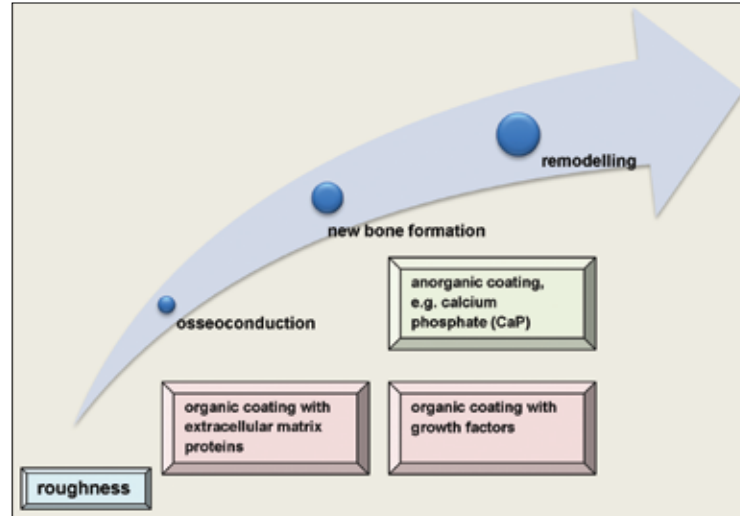 remodelling
new bone formation
osseoconduction
anorganic coating,
e.g. calcium
phosphate (CaP)
organic coating with
extracellular matrix
proteins
organic coating with
growth factors
roughness